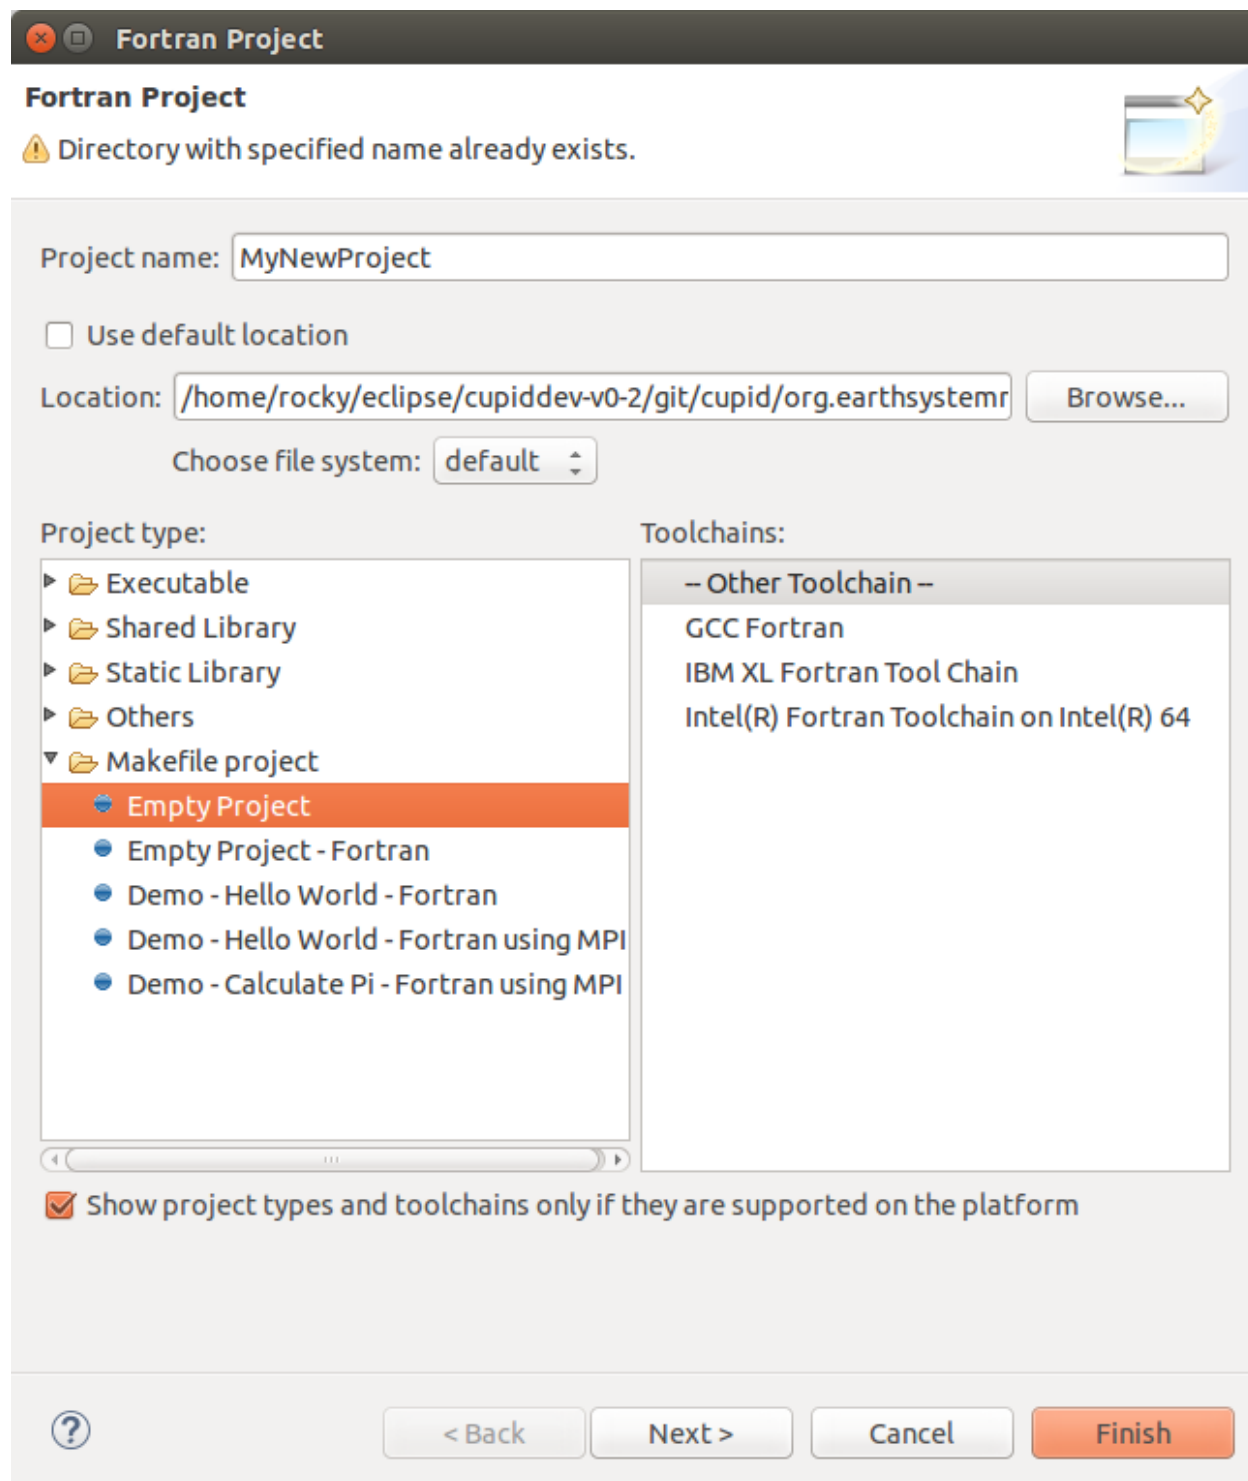 Fortran Project
Fortran Project
Directory with specified name already exists.
Project name: MyNewProject
Use default location
Location: /home/rocky/eclipse/cupiddev-v0-2/git/cupid/org.earthsystemr Browse...
Choose file system: default
Project type: Toolchains:
Executable -- Other Toolchain --
Shared Library GCC Fortran
Static Library IBM XL Fortran Tool Chain
Others Intel(R) Fortran Toolchain on Intel(R) 64
Makefile project
Empty Project
Empty Project - Fortran
Demo - Hello World - Fortran
Demo - Hello World - Fortran using MPI
Demo - Calculate Pi - Fortran using MPI
Show project types and toolchains only if they are supported on the platform
? < Back Next > Cancel Finish